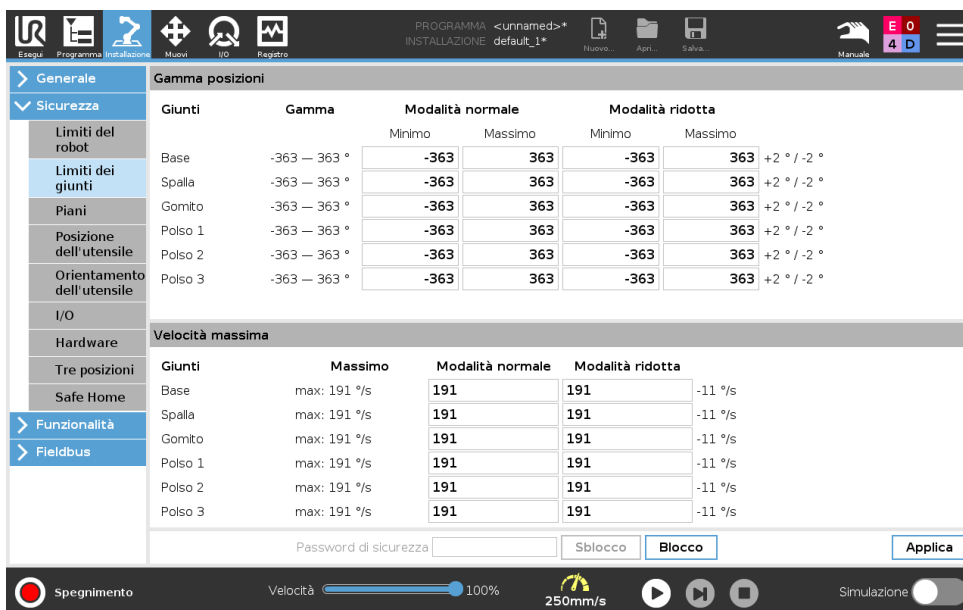 PROGRAMMA <unnamed>*
INSTALLAZIONE default_1*
Esegui Programma Installazione Muovi I/O Registro Nuovo... Apri... Salva... Manuale E 0
4 D
Generale
Sicurezza
Limiti del
robot
Limiti dei
giunti
Piani
Posizione
dell'utensile
Orientamento
dell'utensile
I/O
Hardware
Tre posizioni
Safe Home
Funzionalità
Fieldbus
Gamma posizioni
Giunti Gamma Modalità normale Modalità ridotta
Minimo Massimo Minimo Massimo
Base -363 — 363 ° -363 363 -363 363 +2 ° / -2 °
Spalla -363 — 363 ° -363 363 -363 363 +2 ° / -2 °
Gomito -363 — 363 ° -363 363 -363 363 +2 ° / -2 °
Polso 1 -363 — 363 ° -363 363 -363 363 +2 ° / -2 °
Polso 2 -363 — 363 ° -363 363 -363 363 +2 ° / -2 °
Polso 3 -363 — 363 ° -363 363 -363 363 +2 ° / -2 °
Velocità massima
Giunti Massimo Modalità normale Modalità ridotta
Base max: 191 °/s 191 191 -11 °/s
Spalla max: 191 °/s 191 191 -11 °/s
Gomito max: 191 °/s 191 191 -11 °/s
Polso 1 max: 191 °/s 191 191 -11 °/s
Polso 2 max: 191 °/s 191 191 -11 °/s
Polso 3 max: 191 °/s 191 191 -11 °/s
Password di sicurezza Sblocco Blocco Applica
Spegnimento Velocità 100% 250mm/s Simulazione